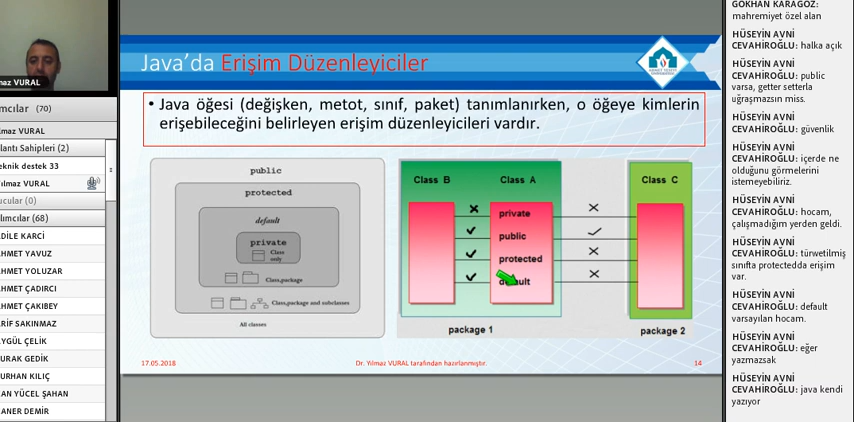 maz VURAL
mcılar (70)
maz VURAL
lantı Sahipleri (2)
eknik destek 33
ılmaz VURAL
ucular (0)
lımcılar (68)
DİLE KARCİ
HMET YAVUZ
HMET YOLUZAR
HMET ÇADIRCI
HMET ÇAKIBEY
RİF SAKINMAZ
YGÜL ÇELİK
URAK GEDİK
URHAN KILIÇ
AN YÜCEL ŞAHAN
ANER DEMİR
Java'da Erişim Düzenleyiciler
• Java öğesi (değişken, metot, sınıf, paket) tanımlanırken, o öğeye kimlerin
erişebileceğini belirleyen erişim düzenleyicileri vardır.
public
protected
default
private
Class
only
Class,package
Class,package and subclasses
All classes
Class B
Class A
Class C
private
public
protected
default
package 1
package 2
17.05.2018
Dr. Yılmaz VURAL tarafından hazırlanmıştır.
14
GÖKHAN KARAGÖZ:
mahremiyet özel alan
HÜSEYİN AVNİ
CEVAHİROĞLU: halka açık
HÜSEYİN AVNİ
CEVAHİROĞLU: public
varsa, getter setterla
uğraşmazsın miss.
HÜSEYİN AVNİ
CEVAHİROĞLU: güvenlik
HÜSEYİN AVNİ
CEVAHİROĞLU: içerde ne
olduğunu görmelerini
istemeyebiliriz.
HÜSEYİN AVNİ
CEVAHİROĞLU: hocam,
çalışmadığım yerden geldi.
HÜSEYİN AVNİ
CEVAHİROĞLU: türwetilmiş
sınıfta protectedda erişim
var.
HÜSEYİN AVNİ
CEVAHİROĞLU: default
varsayılan hocam.
HÜSEYİN AVNİ
CEVAHİROĞLU: eğer
yazmazsak
HÜSEYİN AVNİ
CEVAHİROĞLU: java kendi
yazıyor